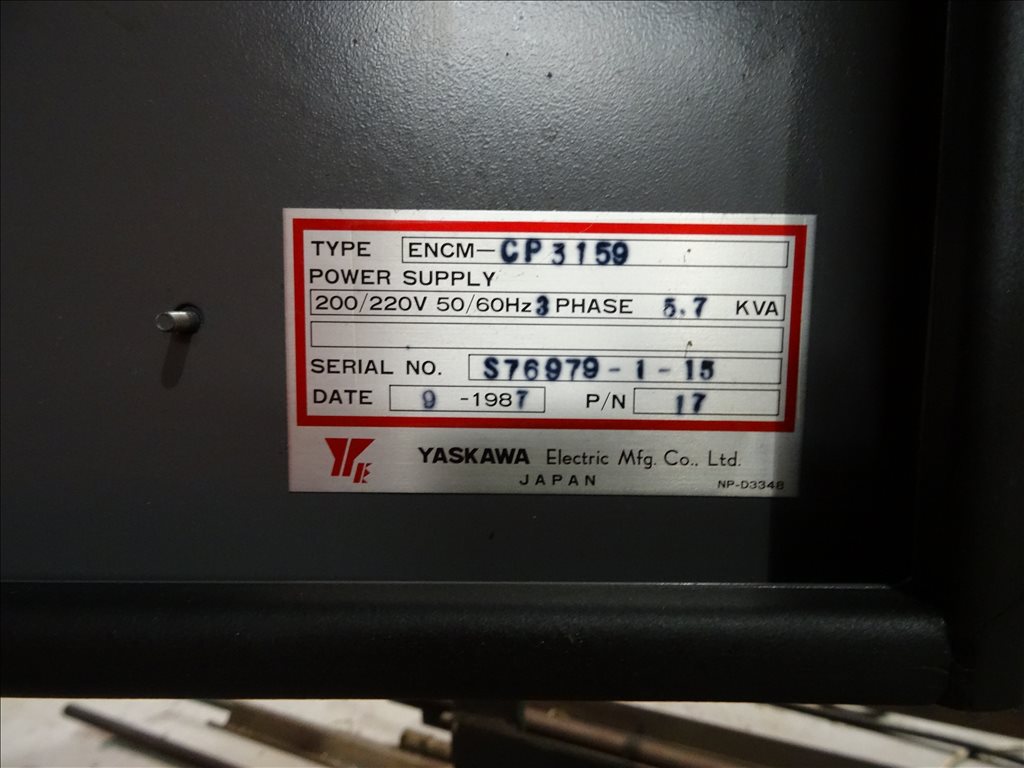 TYPE ENCM-CP3159
POWER SUPPLY
200/220V 50/60Hz 3 PHASE 5.7 KVA
SERIAL NO. S76979-1-15
DATE 9 -1987 P/N 17
YASKAWA Electric Mfg. Co., Ltd.
JAPAN
NP-D3348